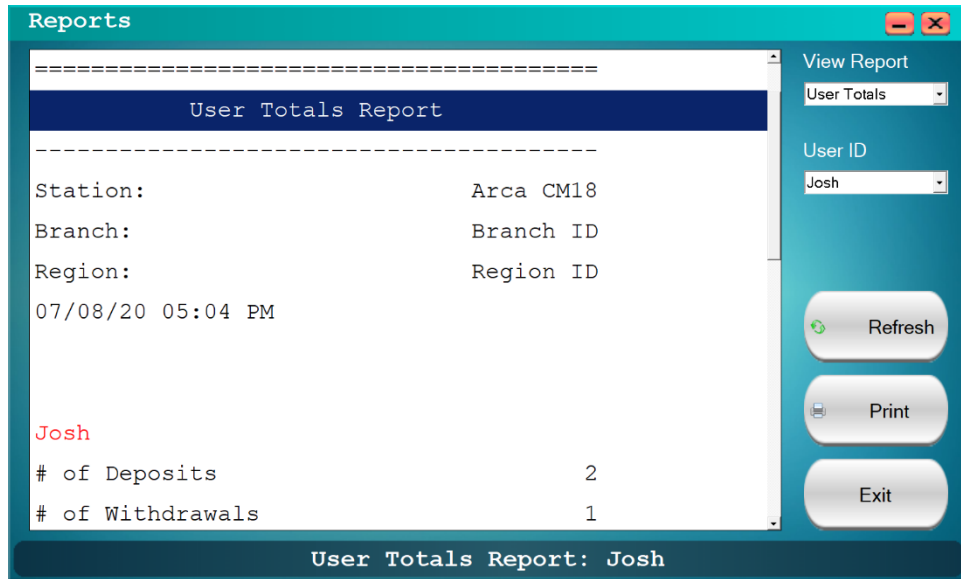 Reports
========================================
User Totals Report
----------------------------------------
Station: Arca CM18
Branch: Branch ID
Region: Region ID
07/08/20 05:04 PM
Josh
# of Deposits 2
# of Withdrawals 1
View Report
User Totals
User ID
Josh
Refresh
Print
Exit
User Totals Report: Josh